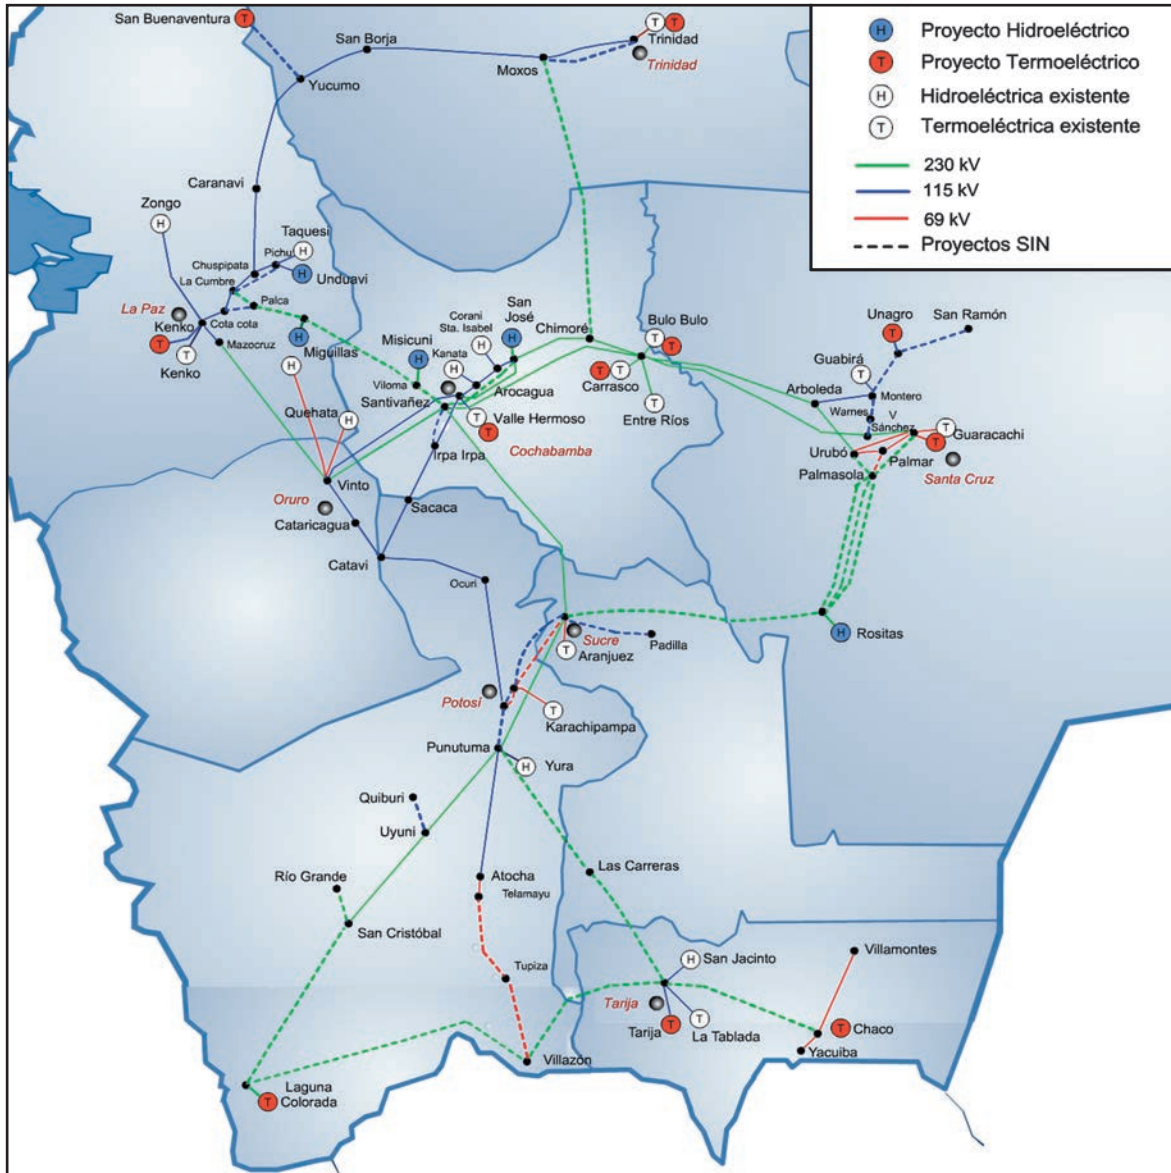 San Buenaventura
T
San Borja
Yucumo
Moxos
T
T
Trinidad
Trinidad
H
Proyecto Hidroeléctrico
T
Proyecto Termoeléctrico
H
Hidroeléctrica existente
T
Termoeléctrica existente
230 kV
115 kV
69 kV
Proyectos SIN
Caranavi
Zongo
H
Taquesi
H
Pichu
Chuspipata
H
Unduavi
La Cumbre
La Paz
Palca
Kenko
T
Cota cola
T
Kenko
Mazocruz
H
Miguillas
H
Quehata
H
Misicuni
H
Viloma
Santivañez
Corani
Sta. Isabel
H
Kanata
H
San
José
H
Arocagua
T
Valle Hermoso
T
Cochabamba
Irpa Irpa
Chimoré
Bulo Bulo
T
T
T
T
Carrasco
T
Entre Ríos
Unagro
T
San Ramón
Guabirá
T
Arboleda
Montero
Warnes
V
Sánchez
T
Guaracachi
T
Urubó
Palmar
Palmasola
Santa Cruz
Vinto
Oruro
Cataricagua
Sacaca
Catavi
Ocuri
Sucre
T
Aranjuez
Padilla
H
Rositas
Potosí
T
Karachipampa
Punutuma
H
Yura
Quiburi
Uyuni
Río Grande
San Cristóbal
Atocha
Telamayu
Tupiza
Villazón
Las Carreras
H
San Jacinto
Tarija
T
Tarija
T
La Tablada
Villamontes
T
Chaco
Yacuiba
Laguna
Colorada
T